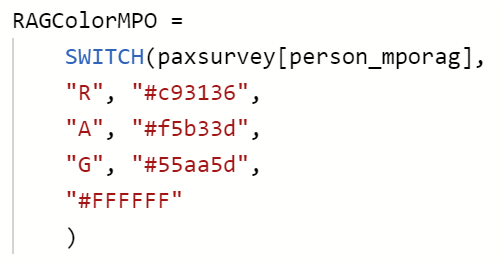 RAGColorMPO =
SWITCH(paxsurvey[person_mporag],
"R", "#c93136",
"A", "#f5b33d",
"G", "#55aa5d",
"#FFFFFF"
)